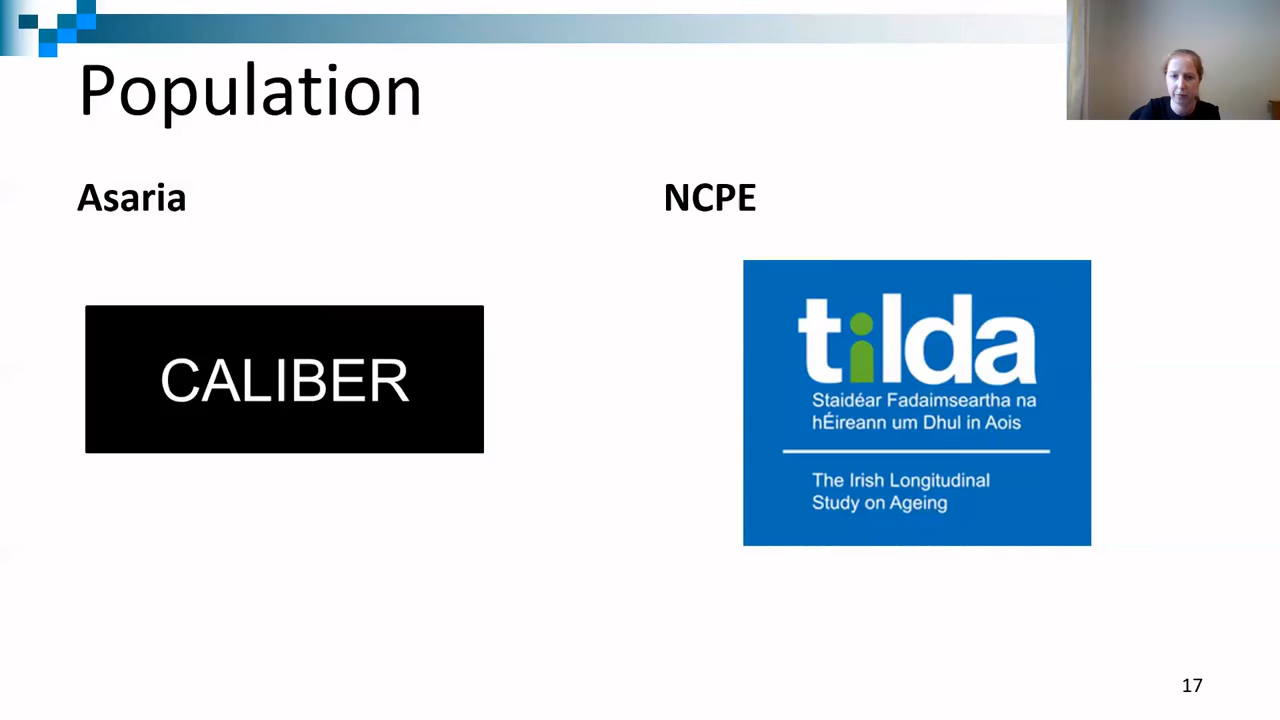 Population
Asaria
NCPE
CALIBER
tilda
Staidéar Fadaimseartha na
hÉireann um Dhul in Aois
The Irish Longitudinal
Study on Ageing
17